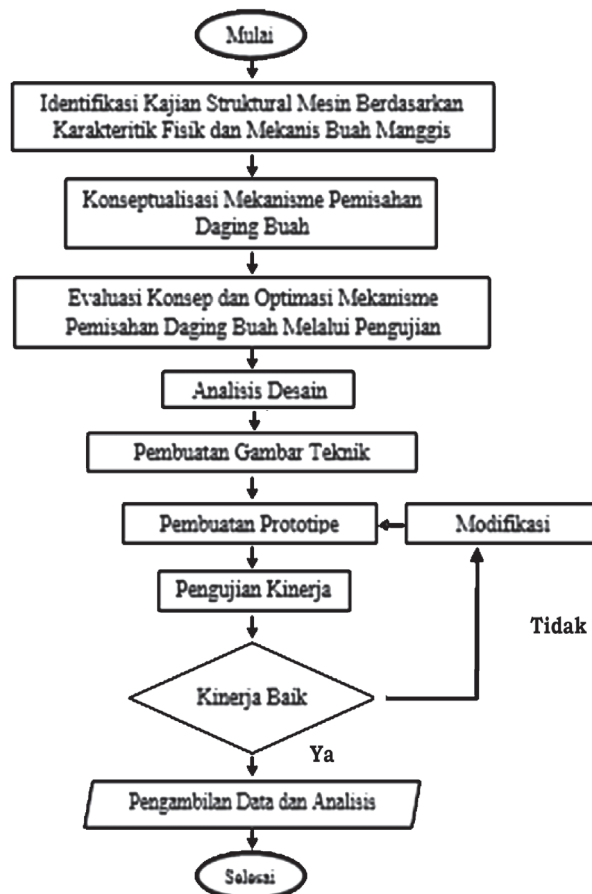 Mulai
Identifikasi Kajian Struktural Mesin Berdasarkan
Karakteritik Fisik dan Mekanis Buah Manggis
Konseptualisasi Mekanisme Pemisahan
Daging Buah
Evaluasi Konsep dan Optimasi Mekanisme
Pemisahan Daging Buah Melalui Pengujian
Analisis Desain
Pembuatan Gambar Teknik
Pembuatan Prototipe
Modifikasi
Pengujian Kinerja
Tidak
Kinerja Baik
Ya
Pengambilan Data dan Analisis
Selesai